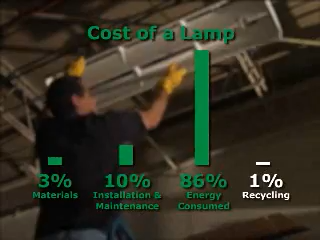 Cost of a Lamp
3% 10% 86% 1%
Materials Installation & Energy Recycling
Maintenance Consumed